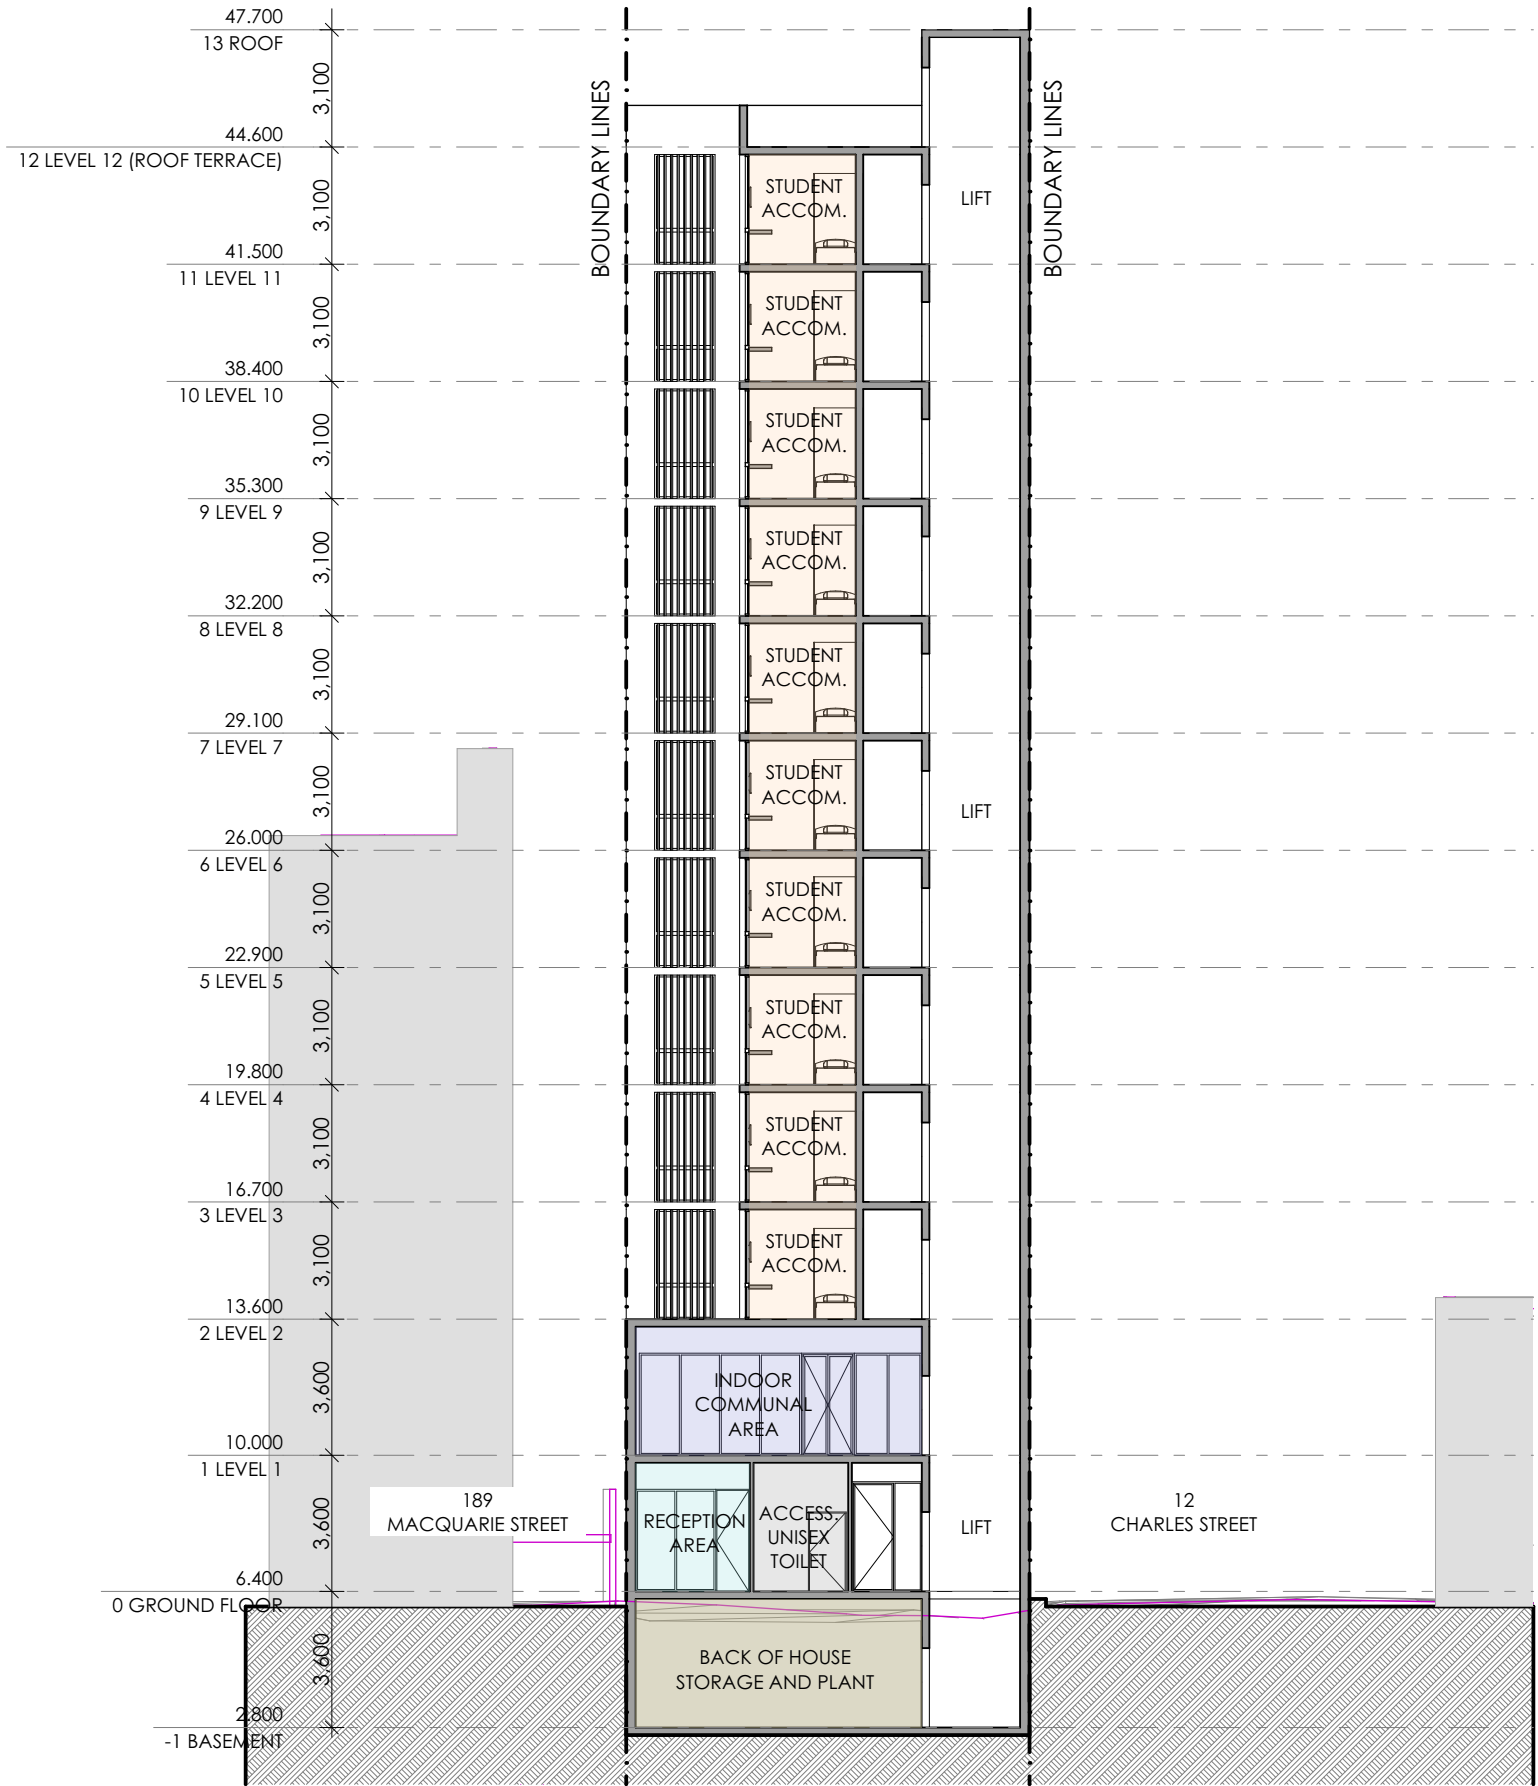 47.700
13 ROOF
3,100
BOUNDARY LINES
BOUNDARY LINES
44.600
12 LEVEL 12 (ROOF TERRACE)
3,100
STUDENT
ACCOM.
LIFT
41.500
11 LEVEL 11
3,100
STUDENT
ACCOM.
38.400
10 LEVEL 10
3,100
STUDENT
ACCOM.
35.300
9 LEVEL 9
3,100
STUDENT
ACCOM.
32.200
8 LEVEL 8
3,100
STUDENT
ACCOM.
29.100
7 LEVEL 7
3,100
STUDENT
ACCOM.
LIFT
26.000
6 LEVEL 6
3,100
STUDENT
ACCOM.
22.900
5 LEVEL 5
3,100
STUDENT
ACCOM.
19.800
4 LEVEL 4
3,100
STUDENT
ACCOM.
16.700
3 LEVEL 3
3,100
STUDENT
ACCOM.
13.600
2 LEVEL 2
3,600
INDOOR
COMMUNAL
AREA
10.000
1 LEVEL 1
3,600
189
MACQUARIE STREET
RECEPTION
AREA
ACCESS.
UNISEX
TOILET
LIFT
12
CHARLES STREET
6.400
0 GROUND FLOOR
3,600
BACK OF HOUSE
STORAGE AND PLANT
2.800
-1 BASEMENT